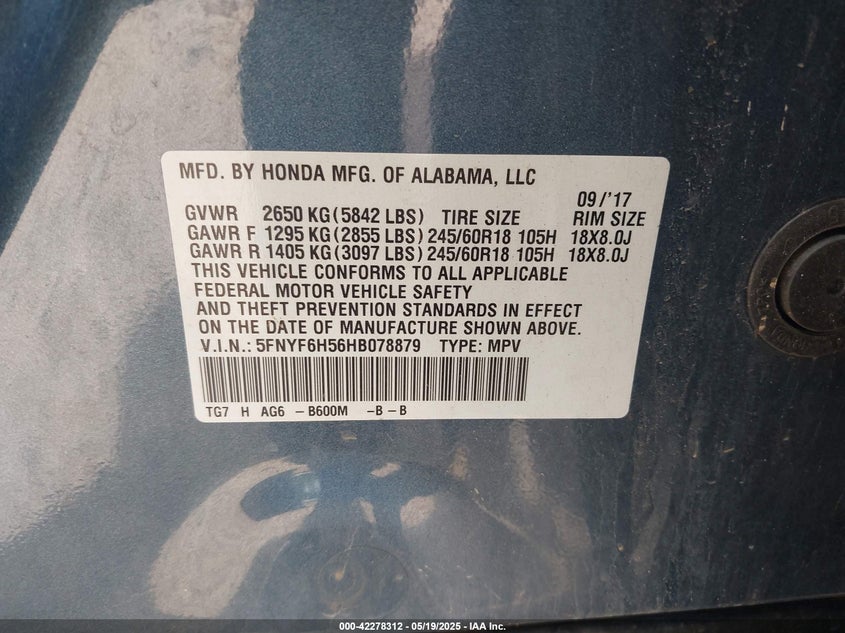 MFD. BY HONDA MFG. OF ALABAMA, LLC
09/'17
GVWR 2650 KG (5842 LBS) TIRE SIZE RIM SIZE
GAWR F 1295 KG (2855 LBS) 245/60R18 105H 18X8.0J
GAWR R 1405 KG (3097 LBS) 245/60R18 105H 18X8.0J
THIS VEHICLE CONFORMS TO ALL APPLICABLE
FEDERAL MOTOR VEHICLE SAFETY
AND THEFT PREVENTION STANDARDS IN EFFECT
ON THE DATE OF MANUFACTURE SHOWN ABOVE.
V.I.N.: 5FNYF6H56HB078879 TYPE: MPV
TG7 H AG6 - B600M -B - B
000-42278312 - 05/19/2025 - IAA Inc.